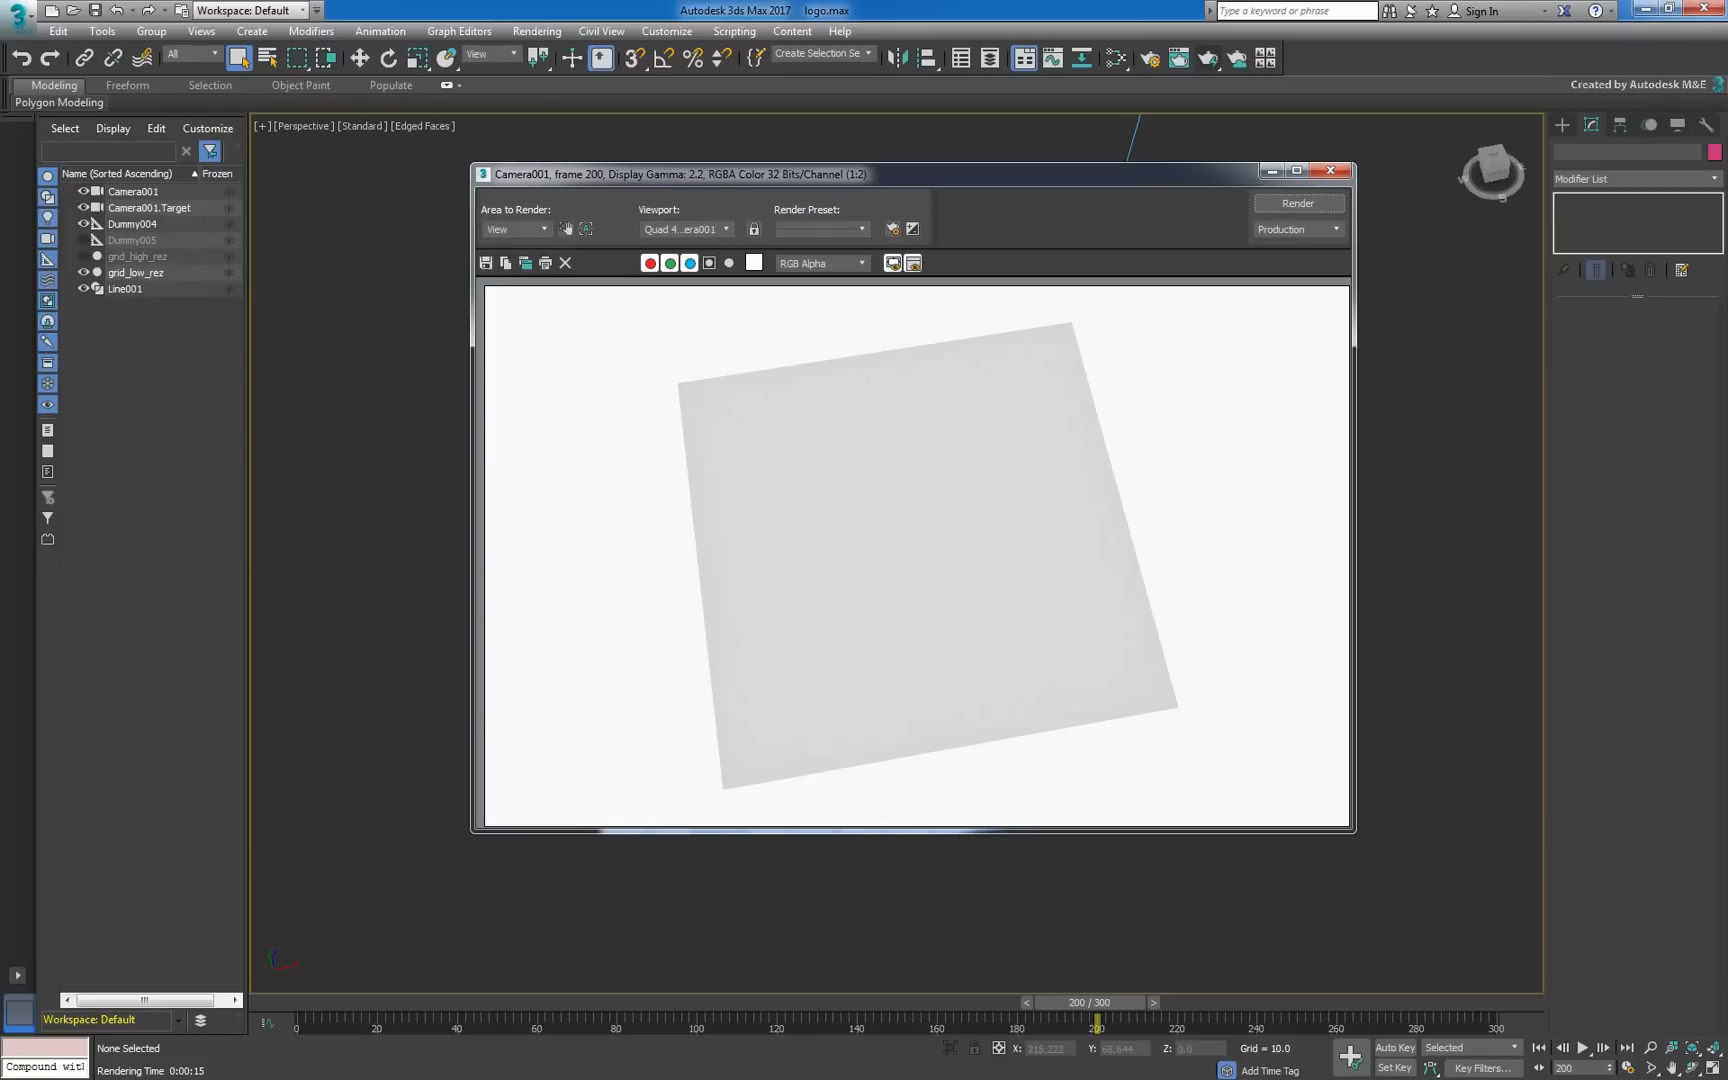 Workspace: Default
Autodesk 3ds Max 2017 logo.max
Type a keyword or phrase
Sign In
Edit Tools Group Create Modifiers Animation Graph Editors Rendering Civil View Customize Scripting Content Help
All
View
Create Selection Se
Modeling Freeform Selection Object Paint Populate
Created by Autodesk M&E
Polygon Modeling
Select Display Edit Customize
[+] [Perspective] [Standard] [Edged Faces]
Name (Sorted Ascending) Frozen
Camera001
Camera001.Target
Dummy004
Dummy005
grid_high_rez
grid_low_rez
Line001
Camera001, frame 200, Display Gamma: 2.2, RGBA Color 32 Bits/Channel (1:2)
Area to Render:
View
Viewport:
Quad 4...era001
Render Preset:
Render
Production
RGB Alpha
Modifier List
200 / 300
0 20 40 60 80 100 120 140 160 180 200 220 240 260 280 300
Workspace: Default
None Selected
X: 215.222 Y: 68.644 Z: 0.0 Grid = 10.0
Auto Key Selected
Compound witl
Rendering Time 0:00:15
Add Time Tag
Set Key Key Filters...
200